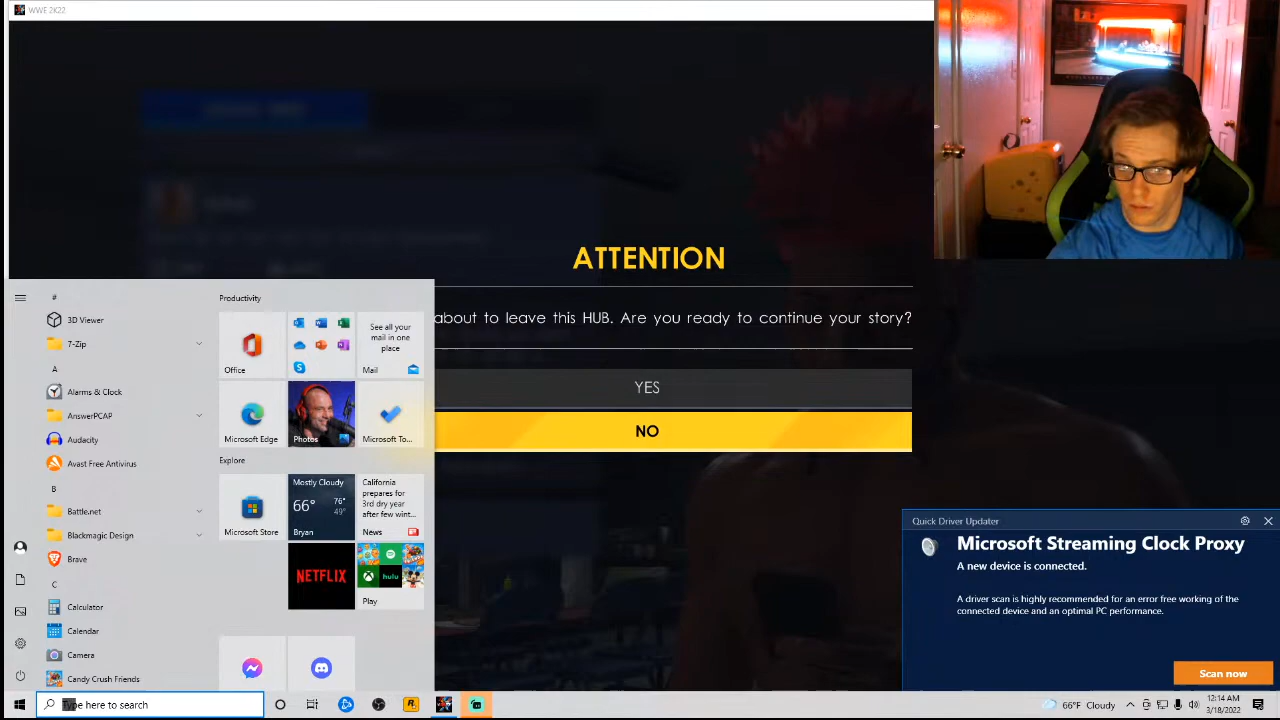 WWE 2K22
ATTENTION
about to leave this HUB. Are you ready to continue your story?
YES
NO
#
3D Viewer
7-Zip
A
Alarms & Clock
AnswerPCAP
Audacity
Avast Free Antivirus
B
Battle.net
Blackmagic Design
Brave
C
Calculator
Calendar
Camera
Candy Crush Friends
Productivity
Office
See all your
mail in one
place
Mail
Microsoft Edge
Photos
Microsoft To...
Explore
Microsoft Store
Mostly Cloudy
66° 76°
49°
Bryan
California
prepares for
3rd dry year
after few wint...
News
NETFLIX
hulu
Play
Type here to search
Quick Driver Updater
Microsoft Streaming Clock Proxy
A new device is connected.
A driver scan is highly recommended for an error free working of the
connected device and an optimal PC performance.
Scan now
R
66°F Cloudy
12:14 AM
3/18/2022